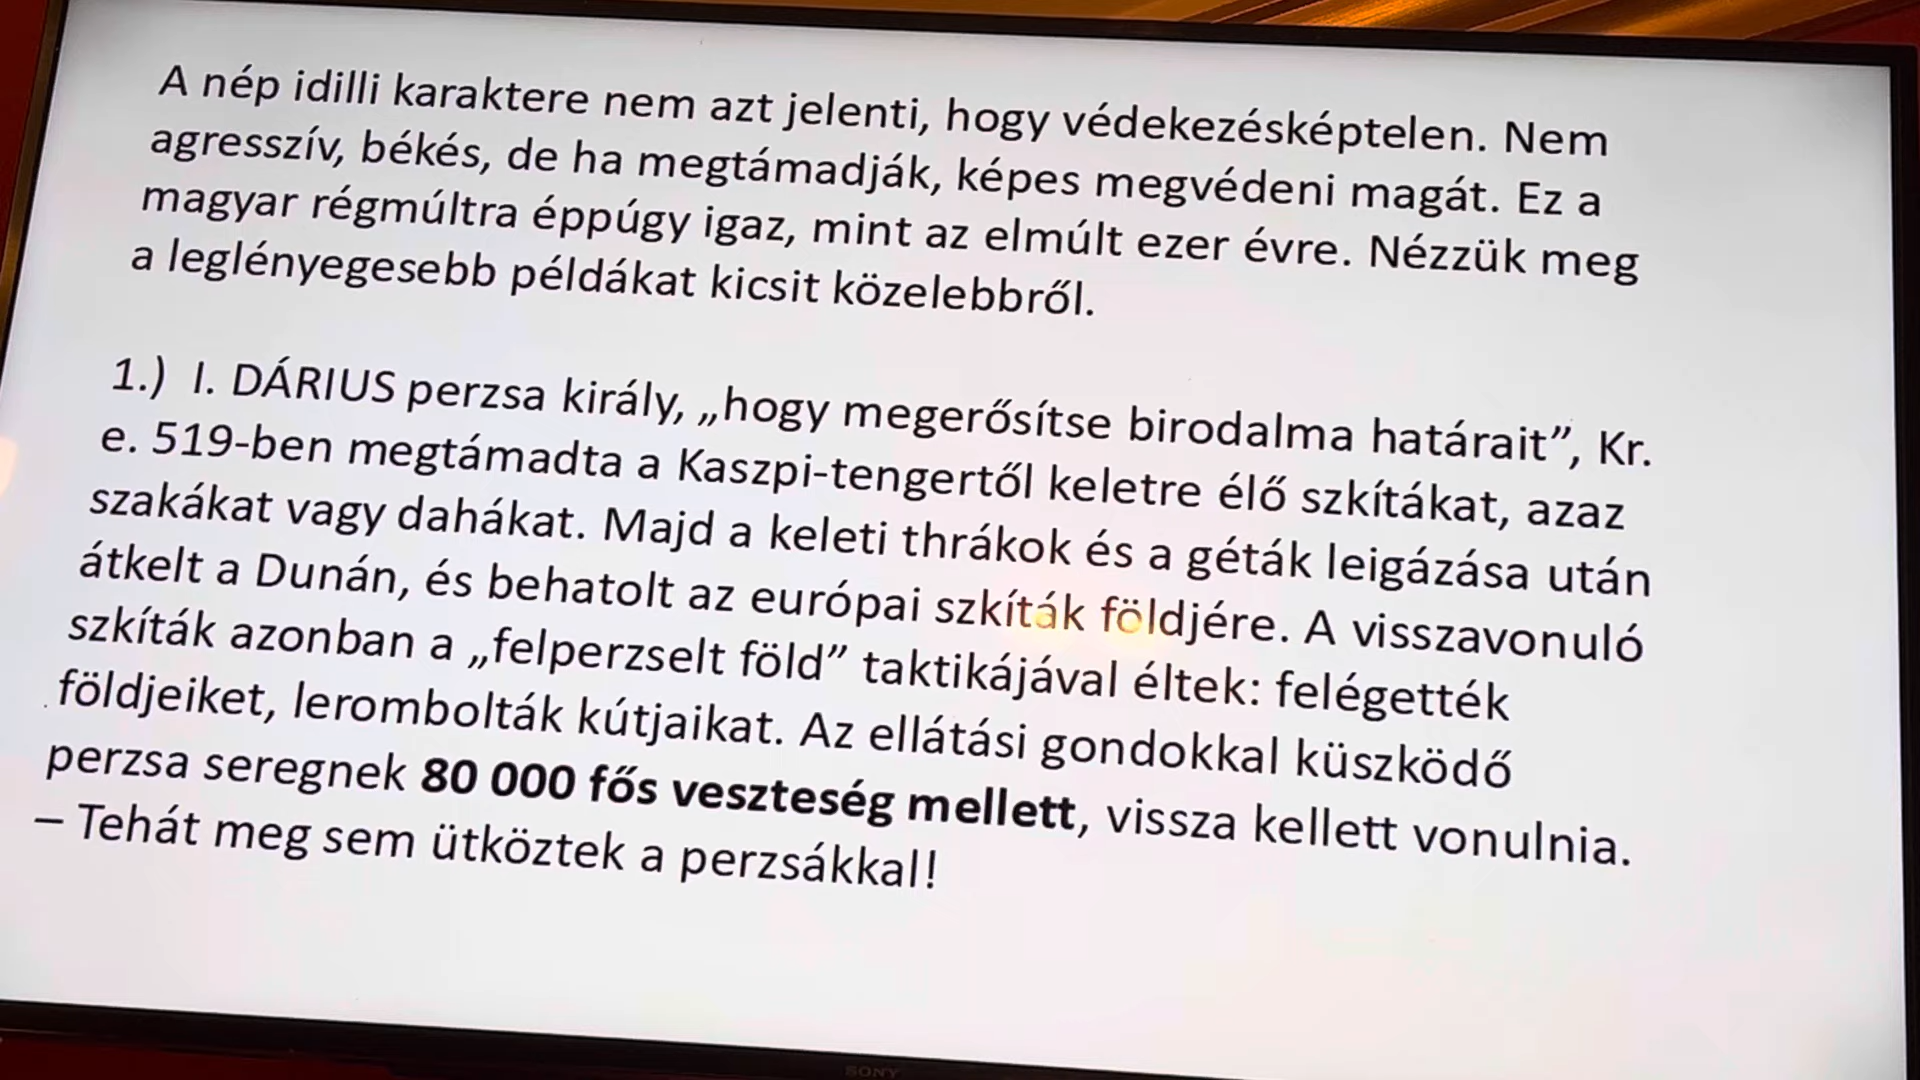 A nép idilli karaktere nem azt jelenti, hogy védekezésképtelen. Nem
agresszív, békés, de ha megtámadják, képes megvédeni magát. Ez a
magyar régmúltra éppúgy igaz, mint az elmúlt ezer évre. Nézzük meg
a leglényegesebb példákat kicsit közelebbről.
1.) I. DÁRIUS perzsa király, „hogy megerősítse birodalma határait”, Kr.
e. 519-ben megtámadta a Kaszpi-tengertől keletre élő szkítákat, azaz
szakákat vagy dahákat. Majd a keleti thrákok és a géták leigázása után
átkelt a Dunán, és behatolt az európai szkíták földjére. A visszavonuló
szkíták azonban a „felperzselt föld” taktikájával éltek: felégették
földjeiket, lerombolták kútjaikat. Az ellátási gondokkal küszködő
perzsa seregnek 80 000 fős veszteség mellett, vissza kellett vonulnia.
– Tehát meg sem ütköztek a perzsákkal!
SONY